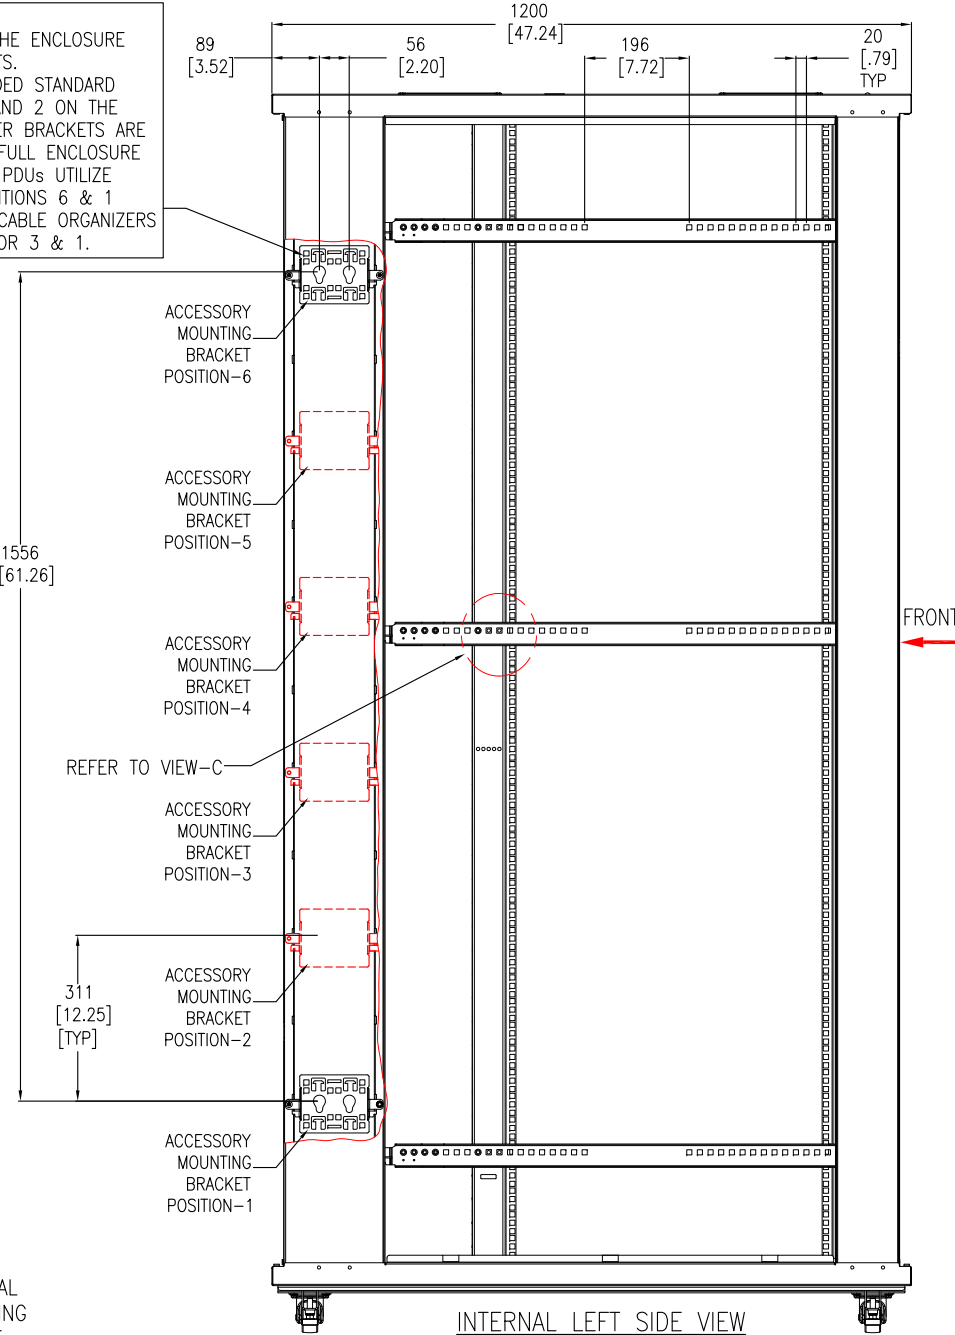 1200
[47.24]
89
[3.52]
56
[2.20]
196
[7.72]
20
[.79]
TYP
HE ENCLOSURE
TS.
DED STANDARD
AND 2 ON THE
ER BRACKETS ARE
FULL ENCLOSURE
PDUs UTILIZE
ITIONS 6 & 1
CABLE ORGANIZERS
OR 3 & 1.
ACCESSORY
MOUNTING
BRACKET
POSITION-6
ACCESSORY
MOUNTING
BRACKET
POSITION-5
1556
[61.26]
FRONT
ACCESSORY
MOUNTING
BRACKET
POSITION-4
REFER TO VIEW-C
ACCESSORY
MOUNTING
BRACKET
POSITION-3
ACCESSORY
MOUNTING
BRACKET
POSITION-2
311
[12.25]
[TYP]
ACCESSORY
MOUNTING
BRACKET
POSITION-1
AL
ING
INTERNAL LEFT SIDE VIEW